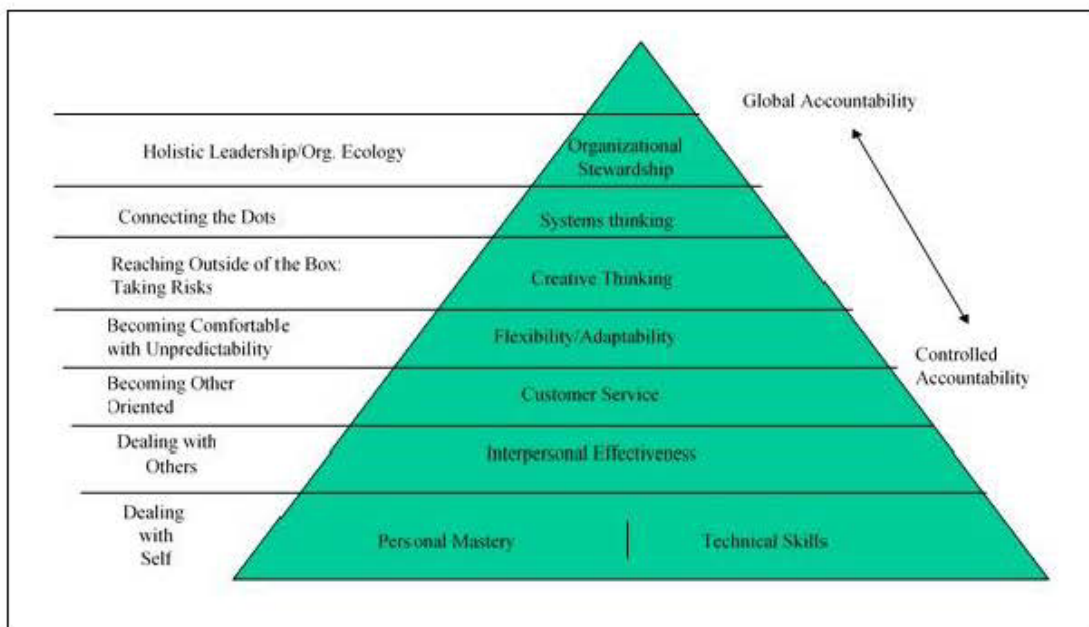 Global Accountability
Holistic Leadership/Org. Ecology
Organizational
Stewardship
Connecting the Dots
Systems thinking
Reaching Outside of the Box:
Taking Risks
Creative Thinking
Becoming Comfortable
with Unpredictability
Flexibility/Adaptability
Controlled
Accountability
Becoming Other
Oriented
Customer Service
Dealing with
Others
Interpersonal Effectiveness
Dealing
with
Self
Personal Mastery
Technical Skills